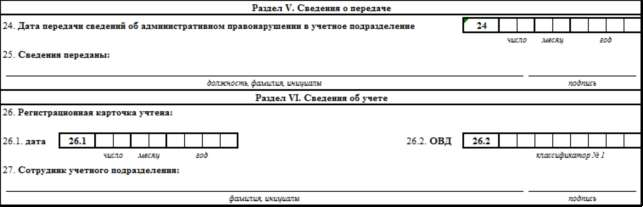 Раздел V. Сведения о передаче
24. Дата передачи сведений об административном правонарушении в учетное подразделение 24
число месяц год
25. Сведения переданы:
должность, фамилия, инициалы подпись
Раздел VI. Сведения об учете
26. Регистрационная карточка учтена:
26.1. дата 26.1 26.2. ОВД 26.2
число месяц год классификатор № 1
27. Сотрудник учетного подразделения:
фамилия, инициалы подпись